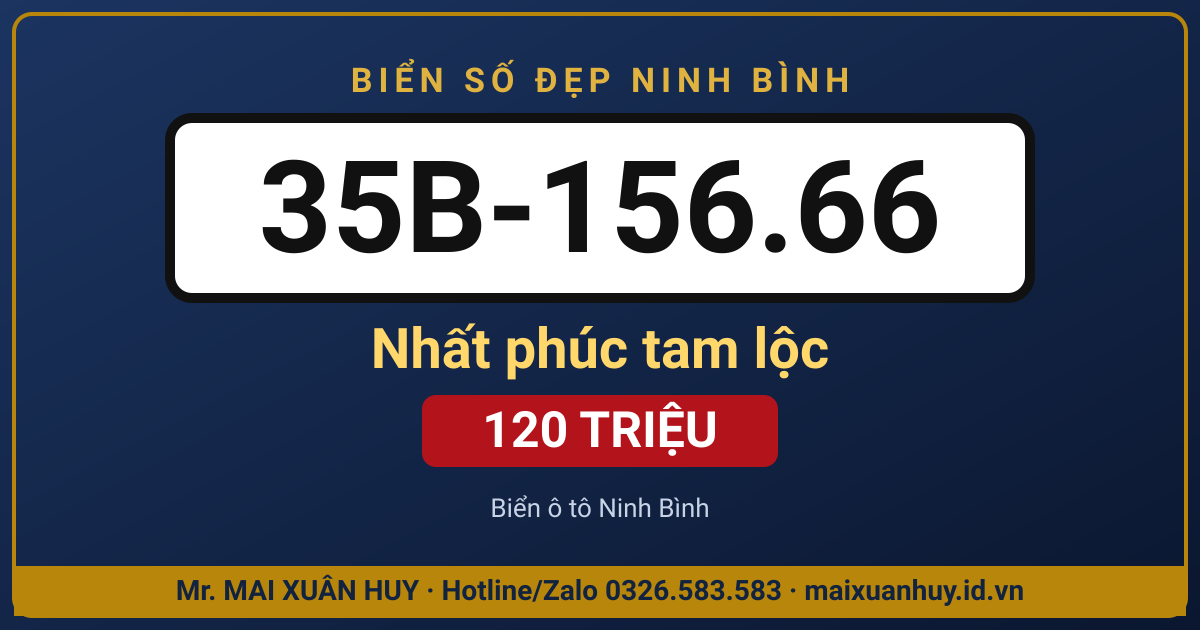 BIỂN SỐ ĐẸP NINH BÌNH
35B-156.66
Nhất phúc tam lộc
120 TRIỆU
Biển ô tô Ninh Bình
Mr. MAI XUÂN HUY · Hotline/Zalo 0326.583.583 · maixuanhuy.id.vn